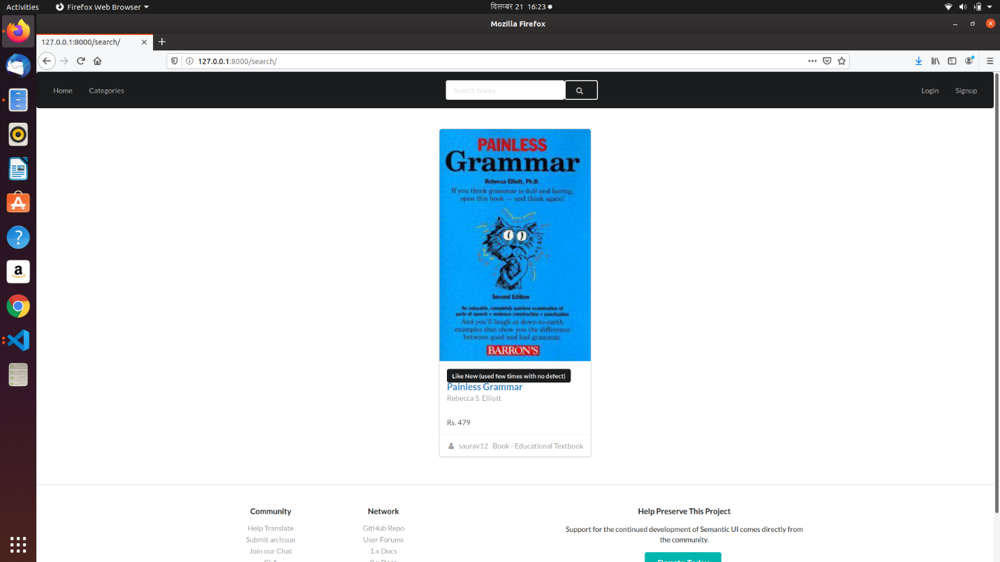 Activities
Firefox Web Browser
दिसम्बर 21 16:23
Mozilla Firefox
127.0.0.1:8000/search/
127.0.0.1:8000/search/
Home
Categories
Search books
Login
Signup
PAINLESS
Grammar
Rebecca Elliott, Ph.D.
If you think grammar is dull and boring,
open this book — and think again!
Second Edition
An enjoyable, completely painless examination of
parts of speech • sentence construction • punctuation
And you'll laugh at down-to-earth
examples that show you the difference
between good and bad grammar
BARRON'S
Like New (used few times with no defect)
Painless Grammar
Rebecca S. Elliott
Rs. 479
saurav12 Book - Educational Textbook
Community
Help Translate
Submit an Issue
Join our Chat
CLA
Network
GitHub Repo
User Forums
1.x Docs
0.x Docs
Help Preserve This Project
Support for the continued development of Semantic UI comes directly from
the community.
Donate Today